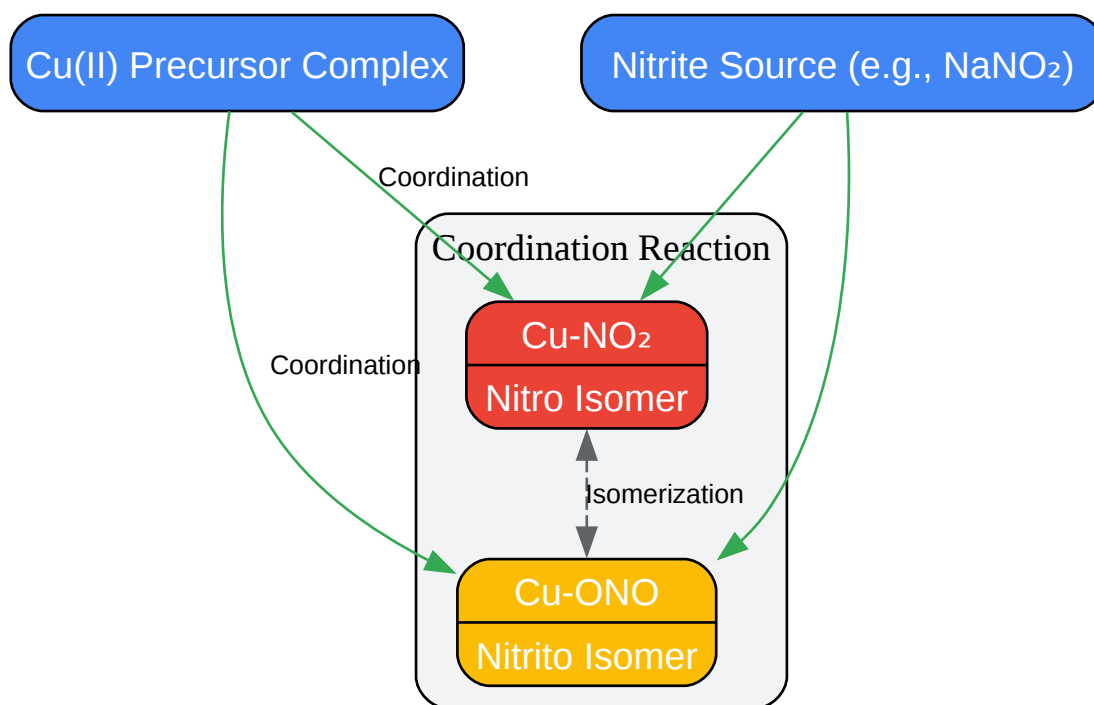 Cu(II) Precursor Complex
Nitrite Source (e.g., NaNO₂)
Coordination
Coordination Reaction
Cu-NO₂
Coordination
Nitro Isomer
Isomerization
Cu-ONO
Nitrito Isomer